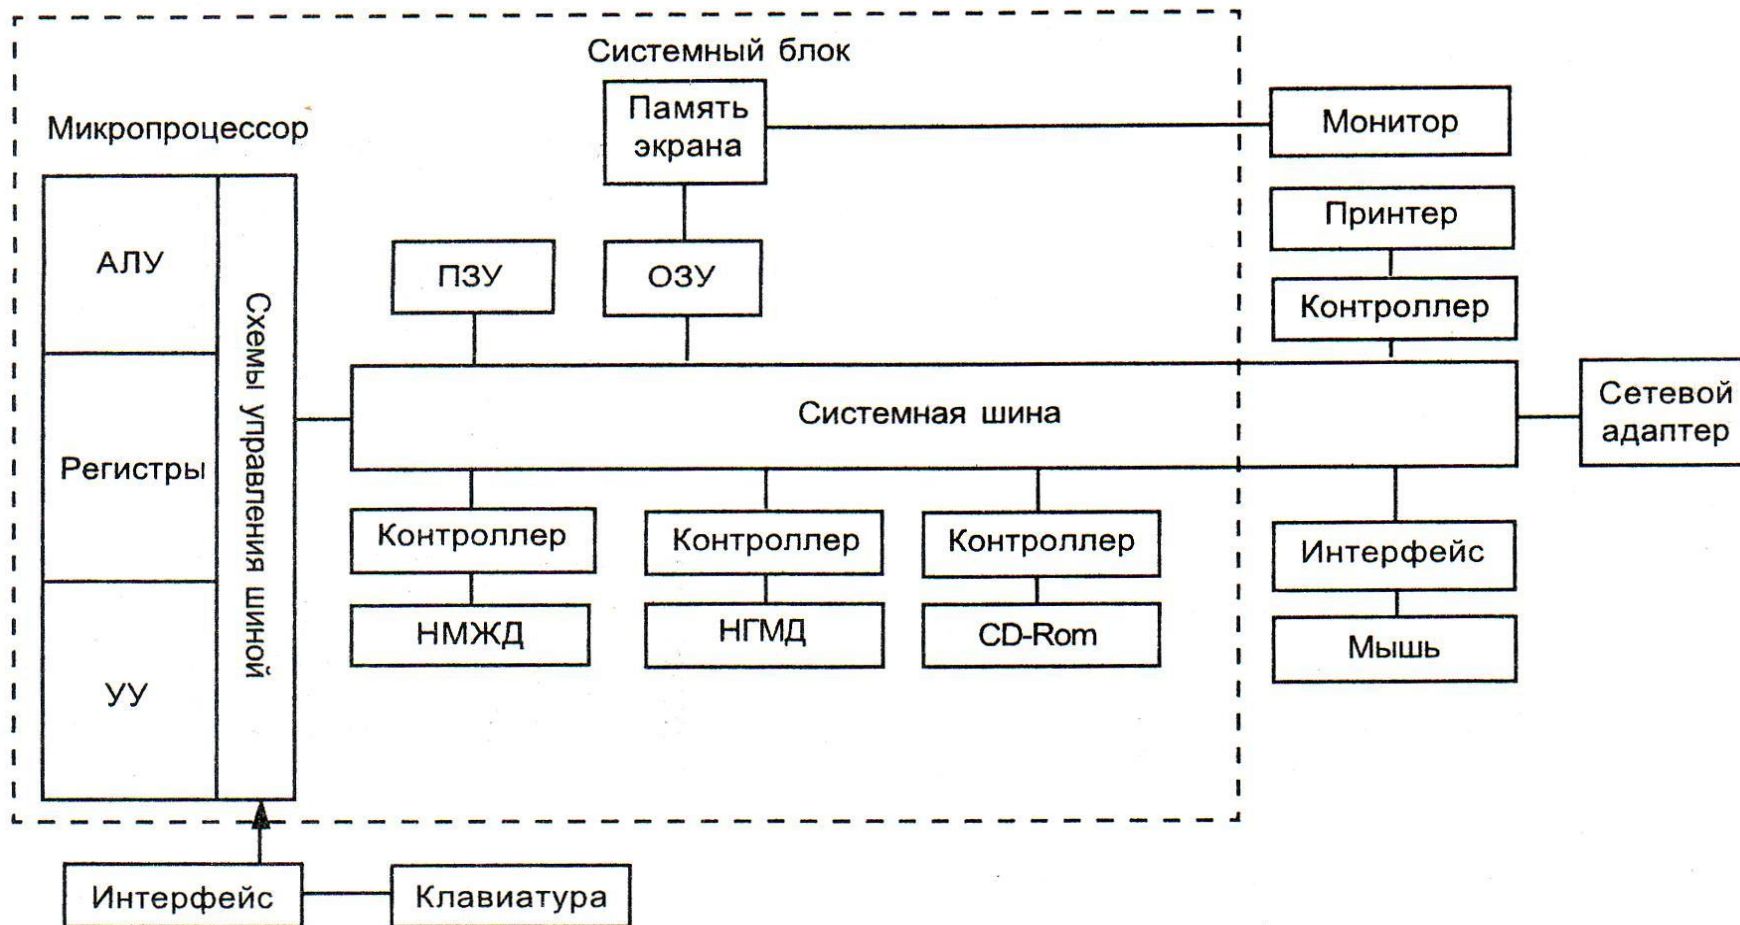 Системный блок
Микропроцессор
Память
экрана
Монитор
Принтер
АЛУ
ПЗУ
ОЗУ
Контроллер
Схемы управления шиной
Системная шина
Сетевой
адаптер
Регистры
Контроллер
Контроллер
Контроллер
Интерфейс
НМЖД
НГМД
CD-Rom
Мышь
УУ
Интерфейс
Клавиатура